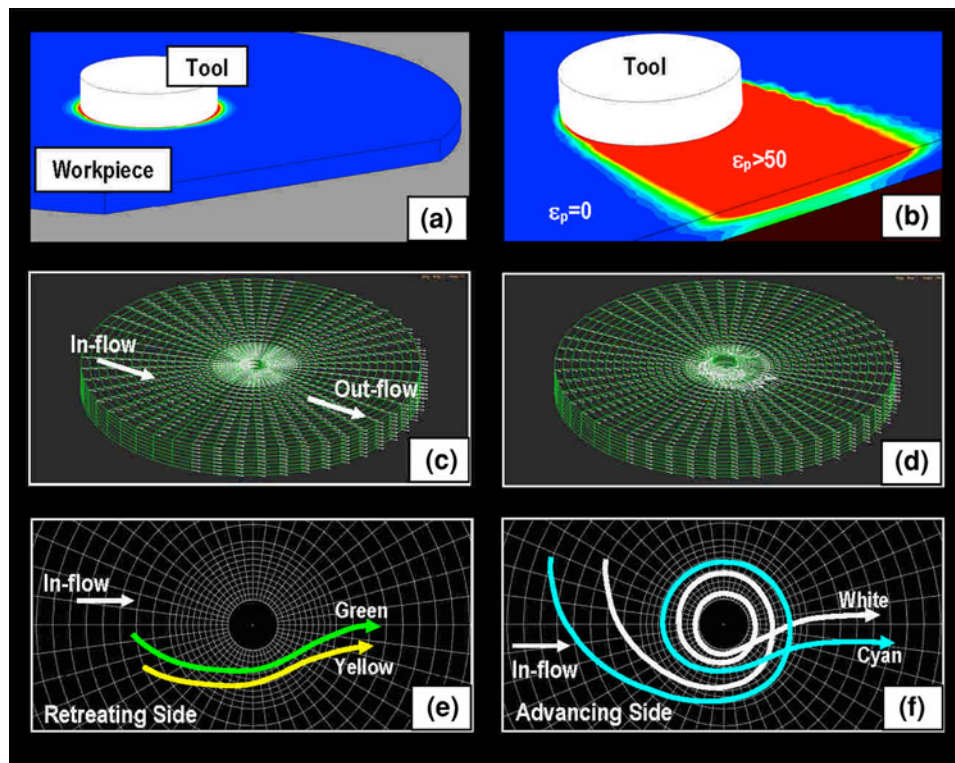 Tool
Workpiece
(a)
Tool
εp>50
εp=0
(b)
In-flow
Out-flow
(c)
(d)
In-flow
Green
Yellow
Retreating Side
(e)
White
Cyan
In-flow
Advancing Side
(f)